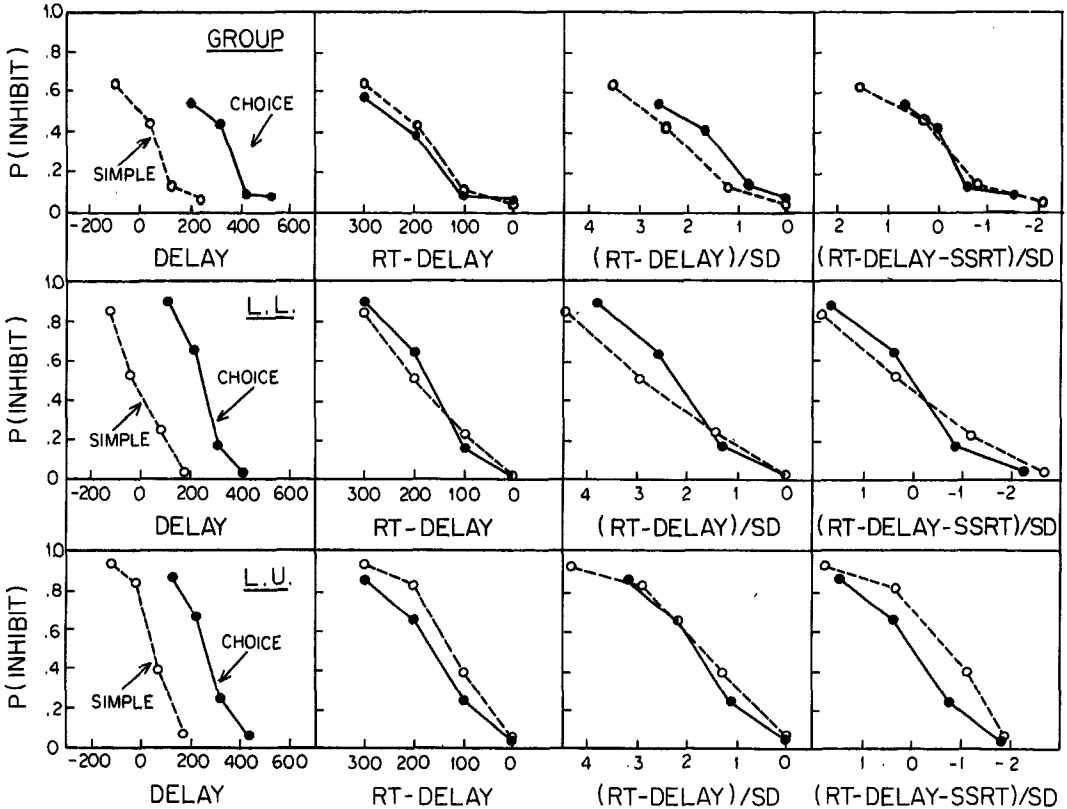 P(INHIBIT)
1.0
.8
.6
.4
.2
0
GROUP
SIMPLE
CHOICE
-200 0 200 400 600
DELAY
300 200 100 0
RT-DELAY
4 3 2 1 0
(RT-DELAY)/SD
2 1 0 -1 -2
(RT-DELAY-SSRT)/SD
P(INHIBIT)
1.0
.8
.6
.4
.2
0
L.L.
SIMPLE
CHOICE
-200 0 200 400 600
DELAY
300 200 100 0
RT-DELAY
4 3 2 1 0
(RT-DELAY)/SD
1 0 -1 -2
(RT-DELAY-SSRT)/SD
P(INHIBIT)
1.0
.8
.6
.4
.2
0
L.U.
SIMPLE
CHOICE
-200 0 200 400 600
DELAY
300 200 100 0
RT-DELAY
4 .3 2 1 0
(RT-DELAY)/SD
1 0 -1 -2
(RT-DELAY-SSRT)/SD